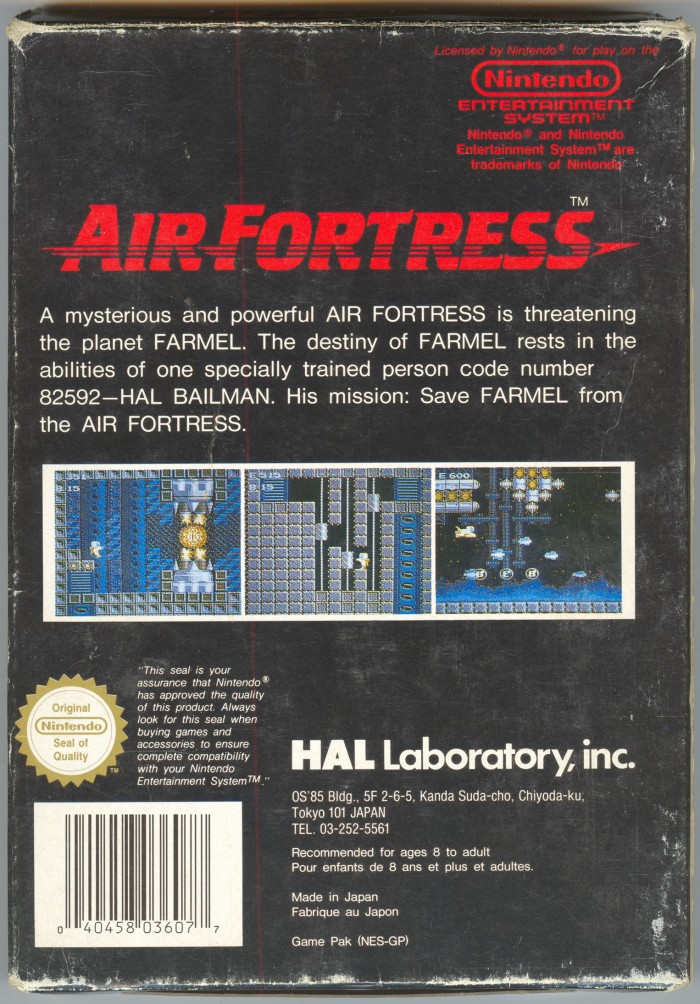 Licensed by Nintendo® for play on the
Nintendo
ENTERTAINMENT
SYSTEM™
Nintendo® and Nintendo
Entertainment System™ are
trademarks of Nintendo
AIR FORTRESS™
A mysterious and powerful AIR FORTRESS is threatening
the planet FARMEL. The destiny of FARMEL rests in the
abilities of one specially trained person code number
82592—HAL BAILMAN. His mission: Save FARMEL from
the AIR FORTRESS.
B 15
E 515
B 15
E 600
"This seal is your
assurance that Nintendo®
has approved the quality
of this product. Always
look for this seal when
buying games and
accessories to ensure
complete compatibility
with your Nintendo
Entertainment System™."
Original
Nintendo
Seal of
Quality
™
HAL Laboratory, inc.
OS'85 Bldg., 5F 2-6-5, Kanda Suda-cho, Chiyoda-ku,
Tokyo 101 JAPAN
TEL. 03-252-5561
Recommended for ages 8 to adult
Pour enfants de 8 ans et plus et adultes.
Made in Japan
Fabrique au Japon
Game Pak (NES-GP)
0 40458 03607 7